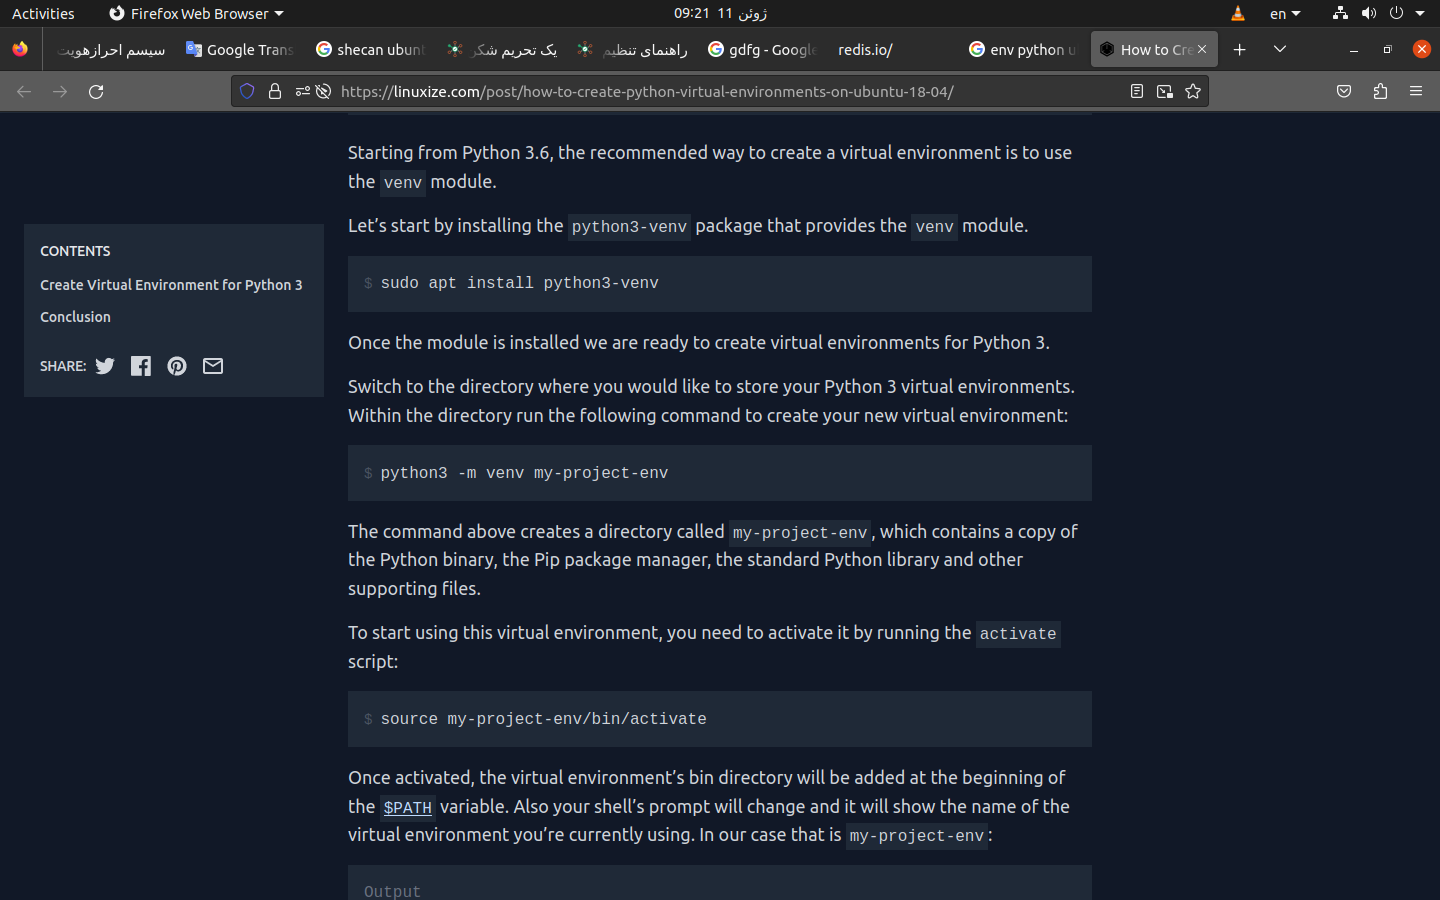 Activities Firefox Web Browser 09:21 11 ژوئن en
سیسم احرازهویت Google Trans shecan ubunt یک تحریم شکن راهنمای تنظیم gdfg - Google redis.io/ env python u How to Cre
https://linuxize.com/post/how-to-create-python-virtual-environments-on-ubuntu-18-04/
CONTENTS
Create Virtual Environment for Python 3
Conclusion
SHARE:
Starting from Python 3.6, the recommended way to create a virtual environment is to use
the venv module.
Let’s start by installing the python3-venv package that provides the venv module.
$ sudo apt install python3-venv
Once the module is installed we are ready to create virtual environments for Python 3.
Switch to the directory where you would like to store your Python 3 virtual environments.
Within the directory run the following command to create your new virtual environment:
$ python3 -m venv my-project-env
The command above creates a directory called my-project-env, which contains a copy of
the Python binary, the Pip package manager, the standard Python library and other
supporting files.
To start using this virtual environment, you need to activate it by running the activate
script:
$ source my-project-env/bin/activate
Once activated, the virtual environment’s bin directory will be added at the beginning of
the $PATH variable. Also your shell’s prompt will change and it will show the name of the
virtual environment you’re currently using. In our case that is my-project-env:
Output